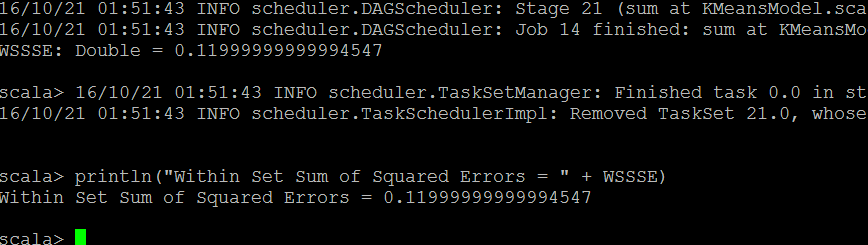 16/10/21 01:51:43 INFO scheduler.DAGScheduler: Stage 21 (sum at KMeansModel.sca
16/10/21 01:51:43 INFO scheduler.DAGScheduler: Job 14 finished: sum at KMeansMo
WSSSE: Double = 0.11999999999994547
scala> 16/10/21 01:51:43 INFO scheduler.TaskSetManager: Finished task 0.0 in st
16/10/21 01:51:43 INFO scheduler.TaskSchedulerImpl: Removed TaskSet 21.0, whose
scala> println("Within Set Sum of Squared Errors = " + WSSSE)
Within Set Sum of Squared Errors = 0.11999999999994547
scala>